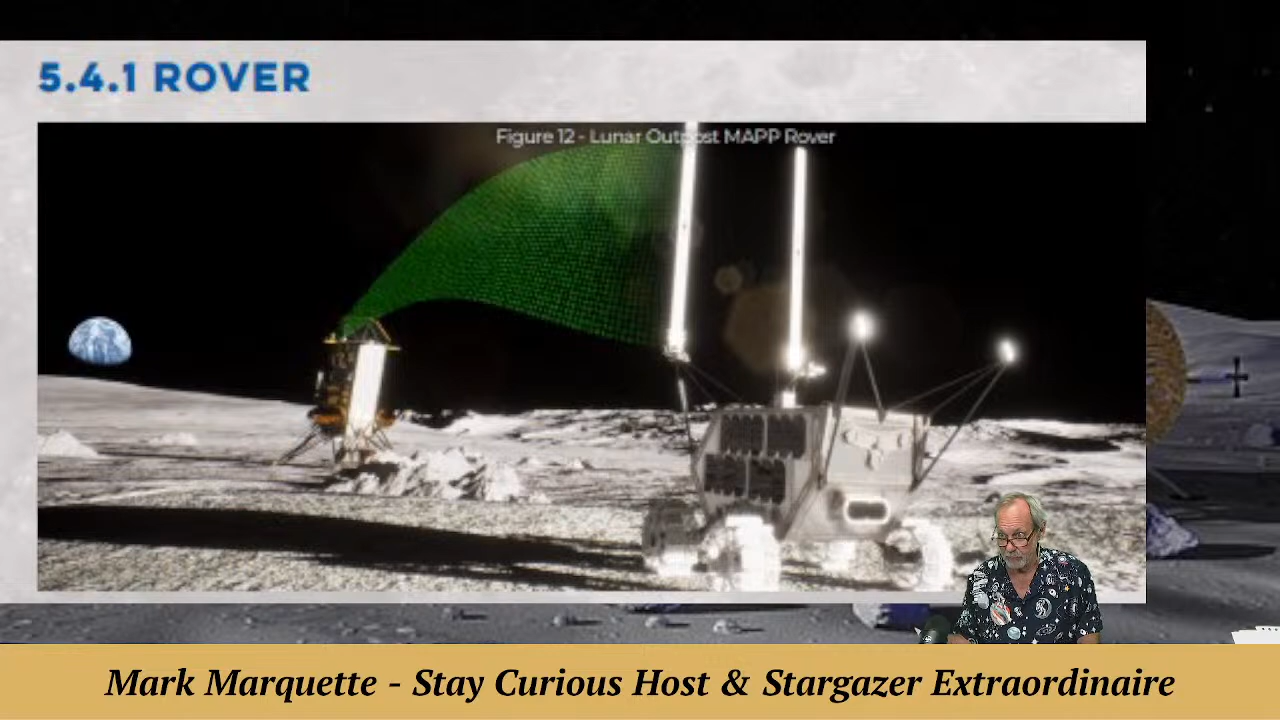 5.4.1 ROVER
Figure 12 - Lunar Outpost MAPP Rover
Mark Marquette - Stay Curious Host & Stargazer Extraordinaire